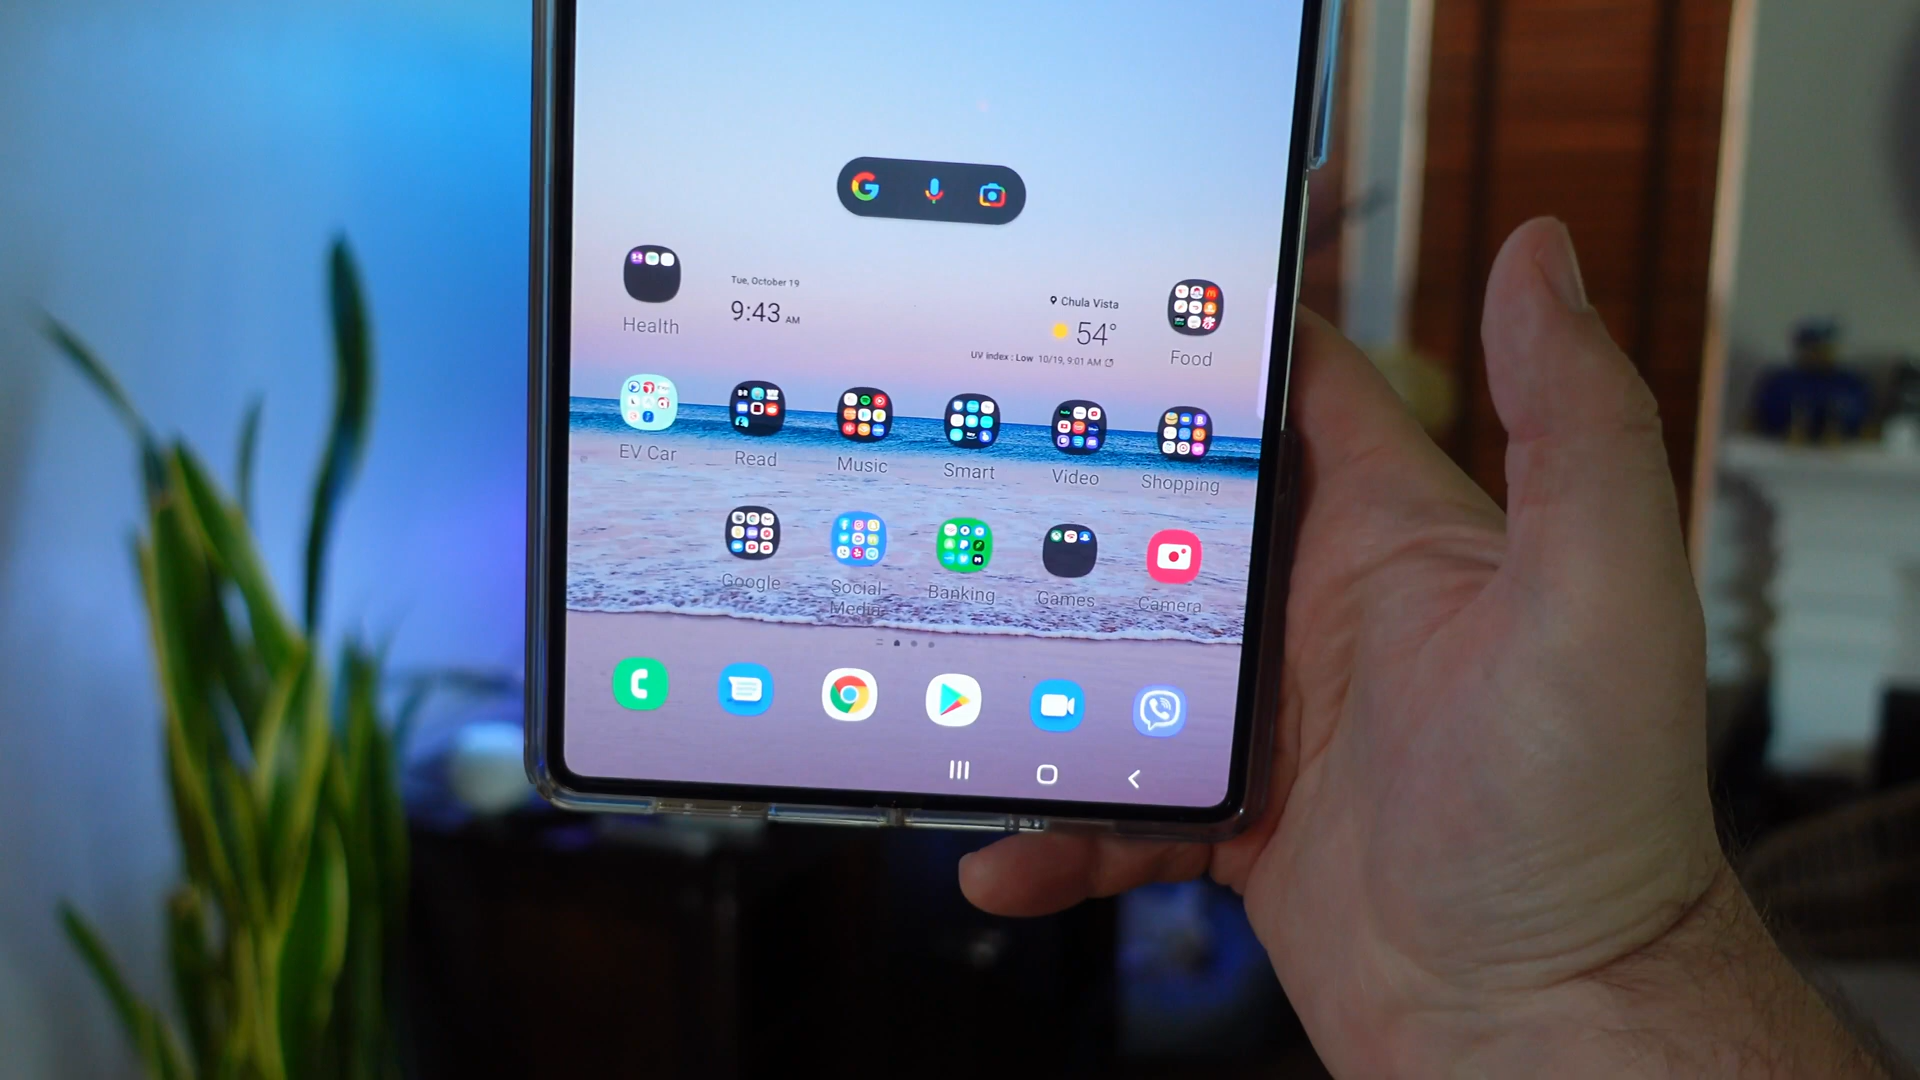 Tue, October 19
9:43 AM
Chula Vista
54°
UV index : Low 10/19, 9:01 AM
Health
Food
EV Car
Read
Music
Smart
Video
Shopping
Google
Social
Media
Banking
Games
Camera